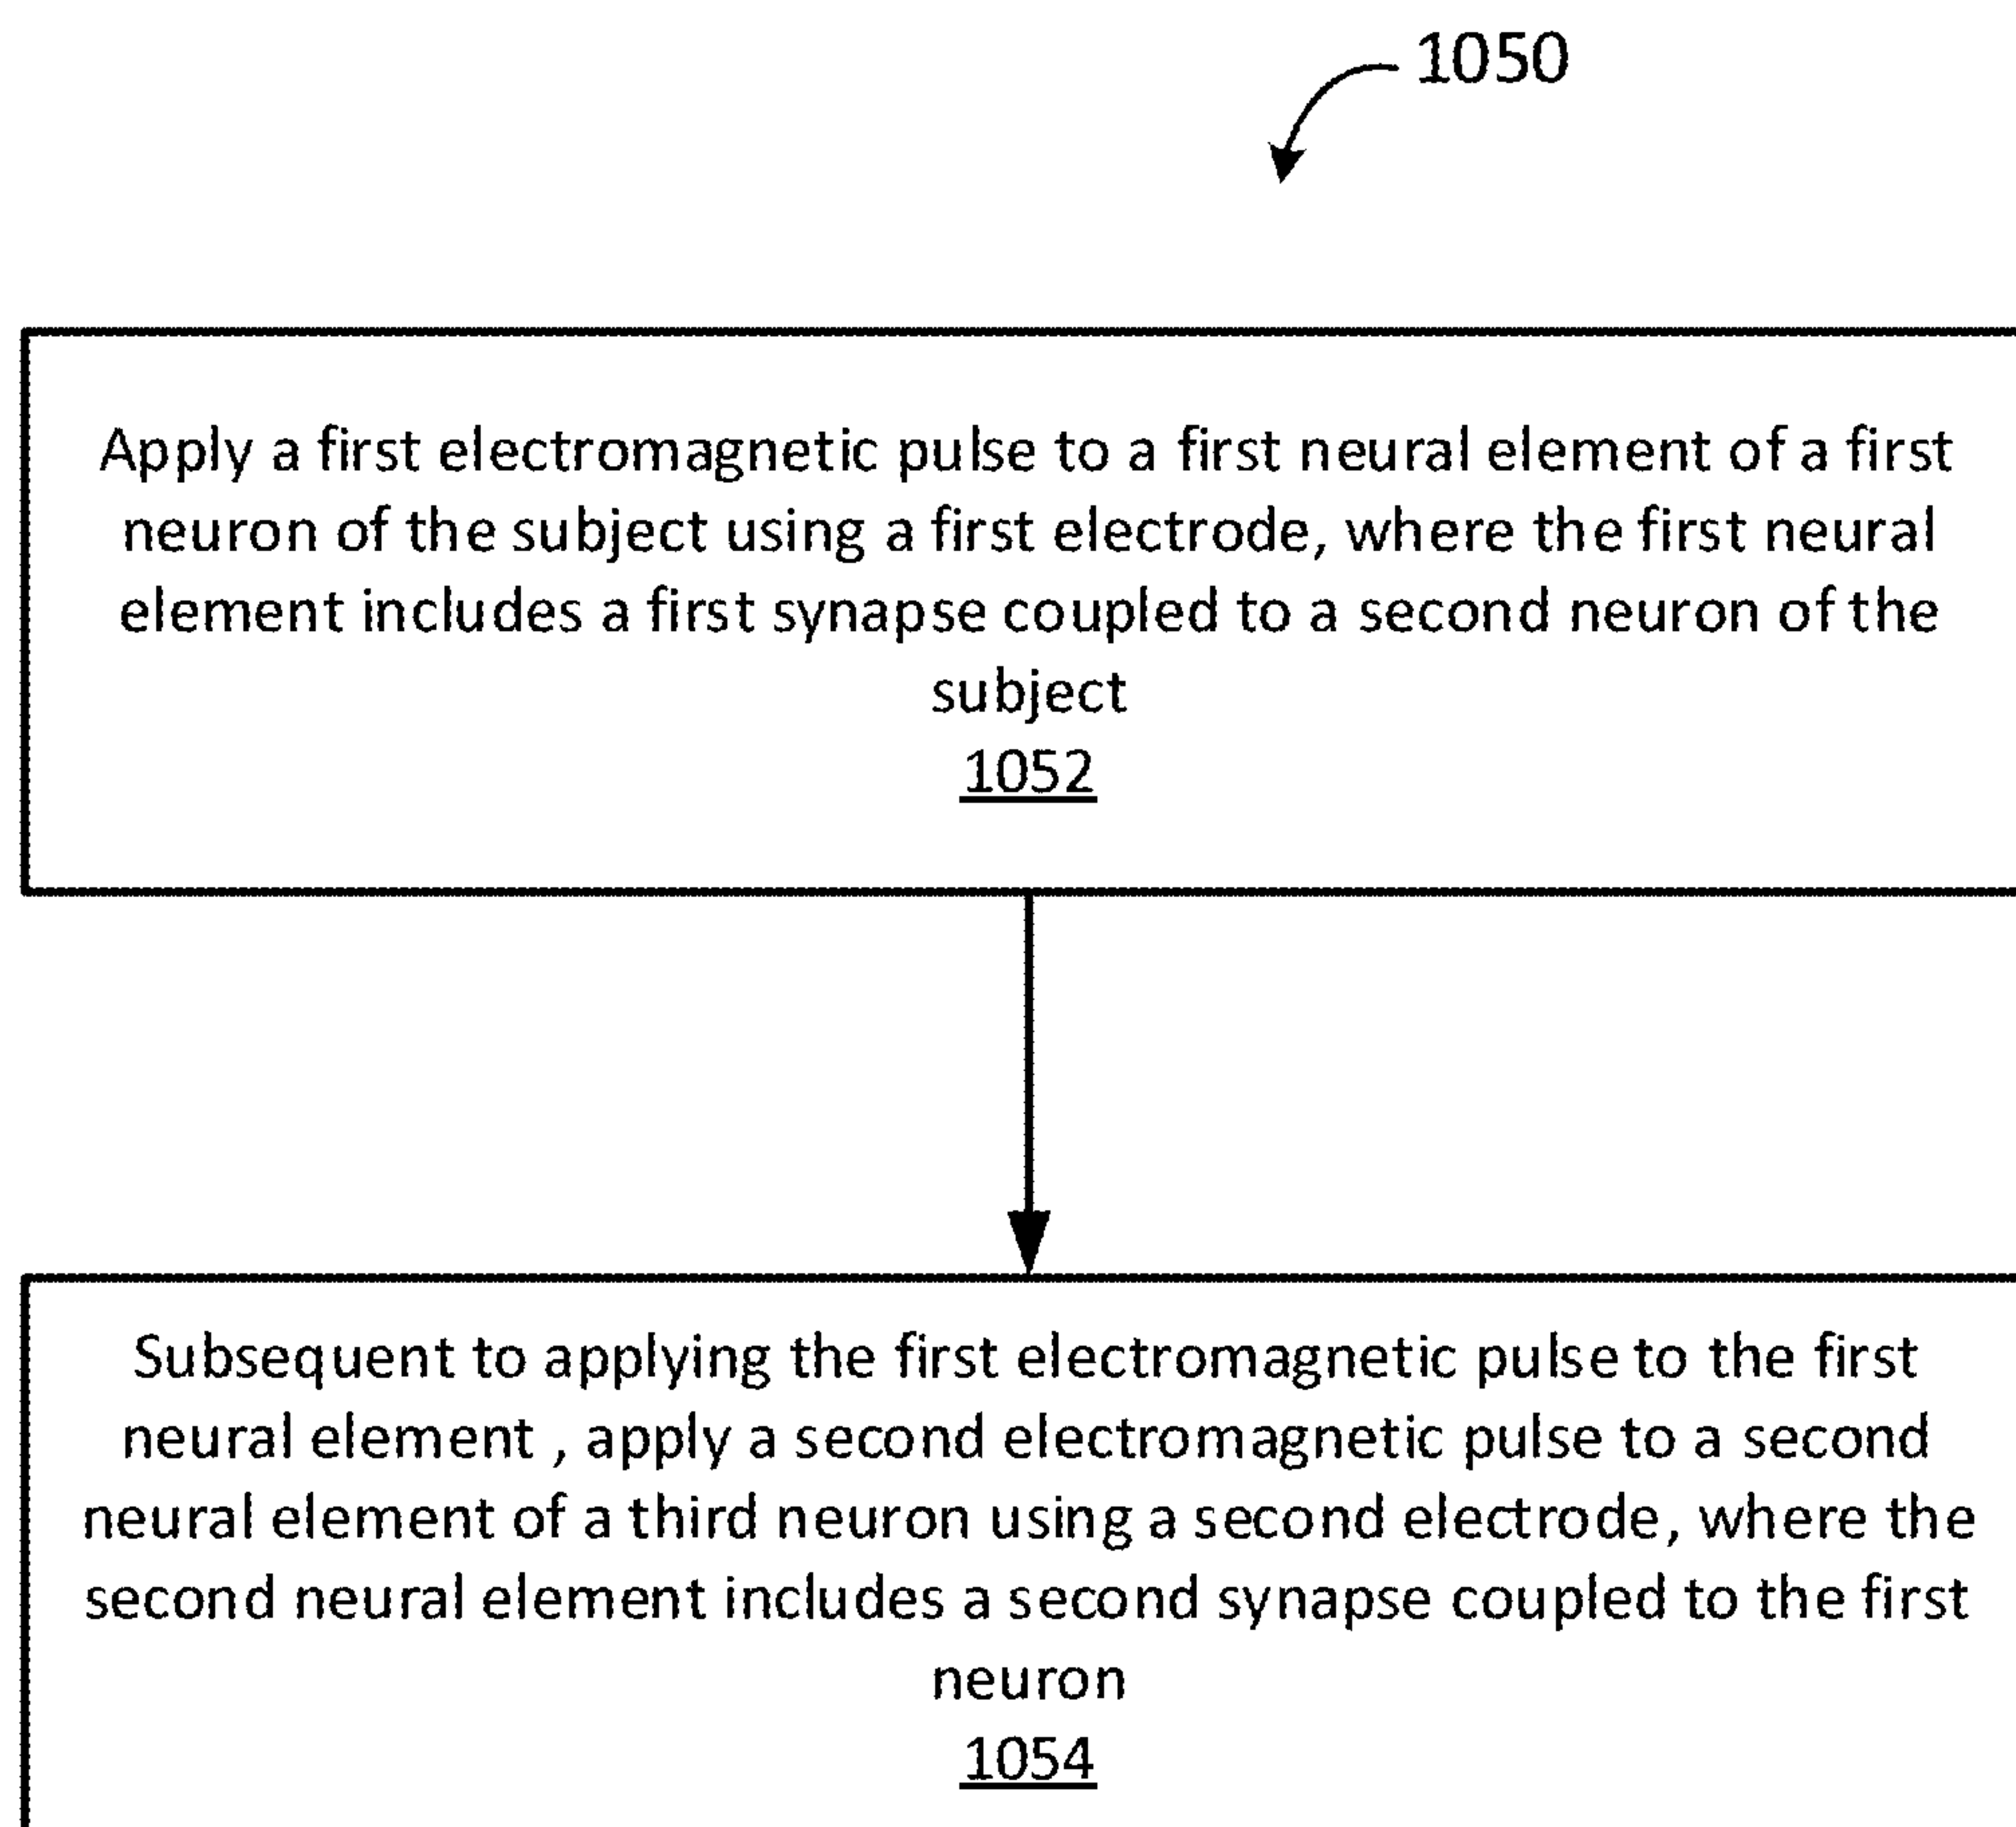 1050
Apply a first electromagnetic pulse to a first neural element of a first
neuron of the subject using a first electrode, where the first neural
element includes a first synapse coupled to a second neuron of the
subject
1052
Subsequent to applying the first electromagnetic pulse to the first
neural element , apply a second electromagnetic pulse to a second
neural element of a third neuron using a second electrode, where the
second neural element includes a second synapse coupled to the first
neuron
1054